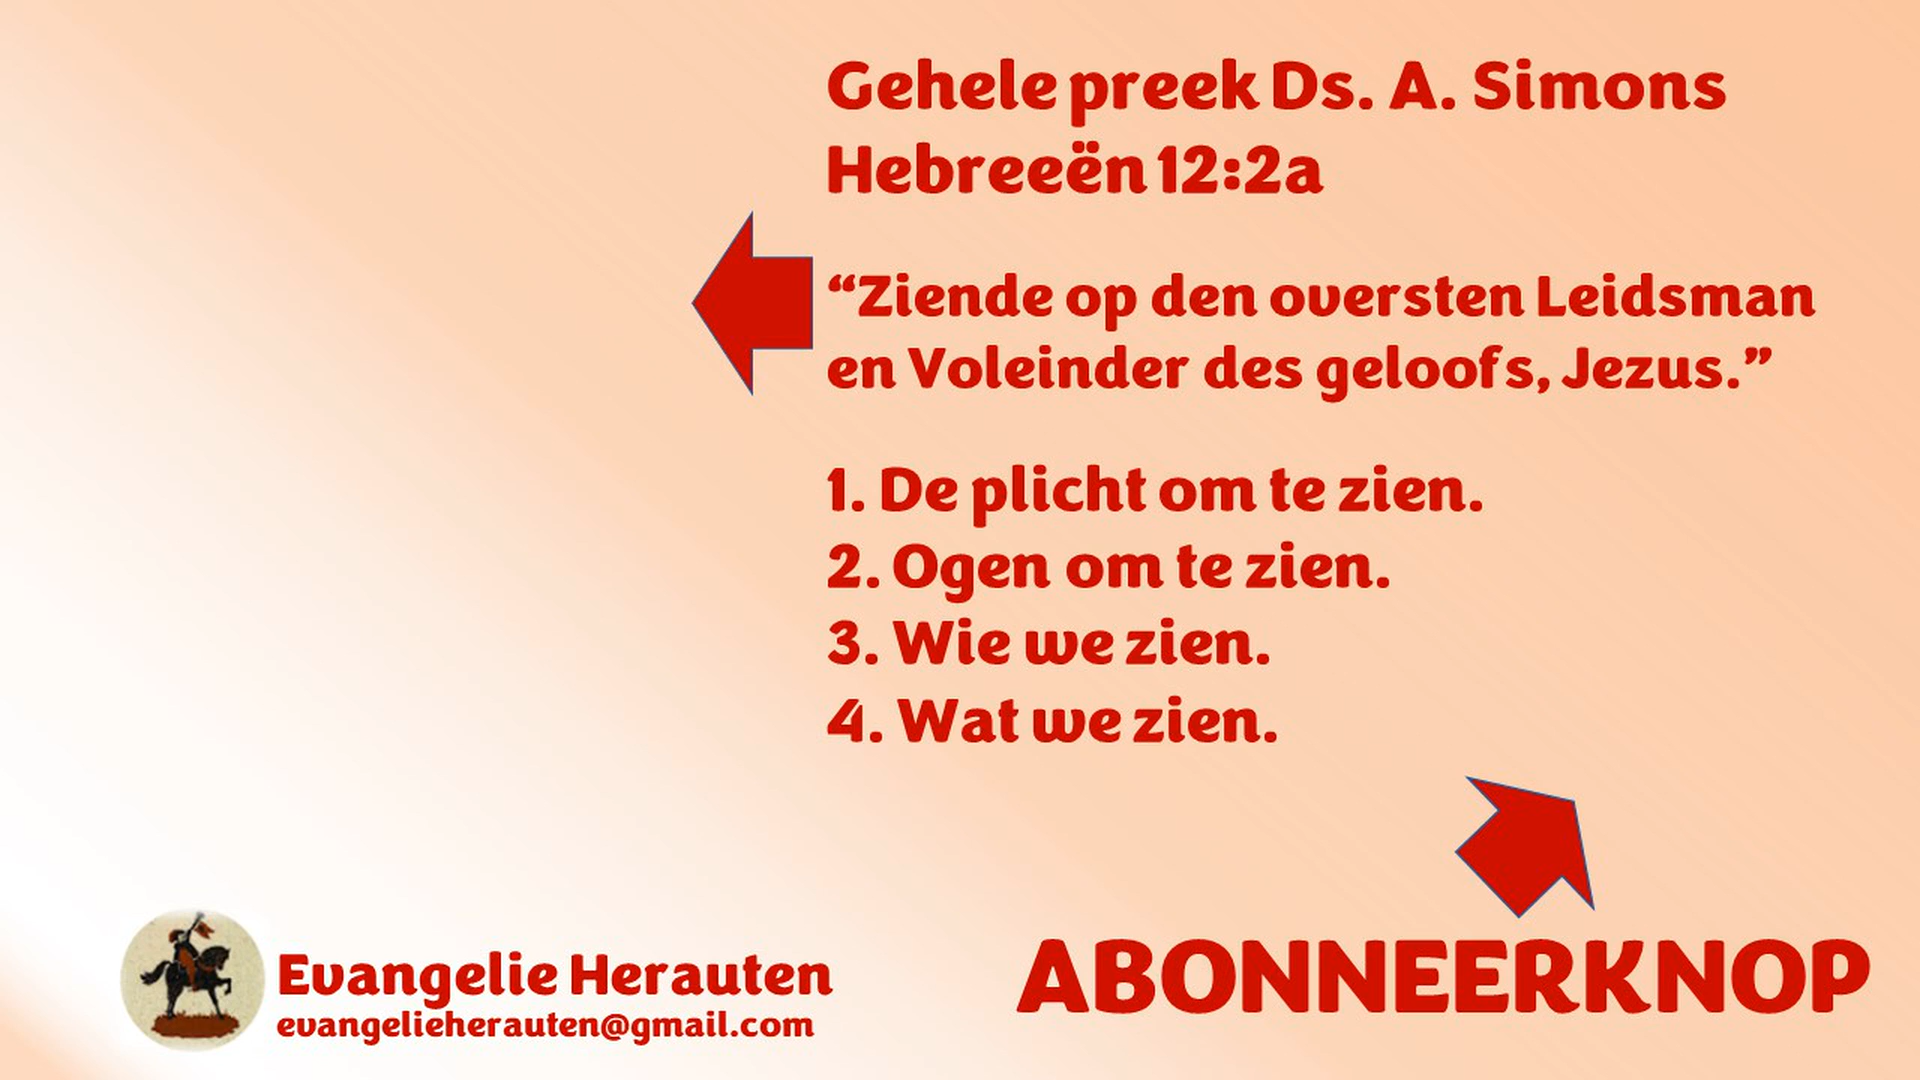 Gehele preek Ds. A. Simons
Hebreeën 12:2a
“Ziende op den oversten Leidsman
en Voleinder des geloofs, Jezus.”
1. De plicht om te zien.
2. Ogen om te zien.
3. Wie we zien.
4. Wat we zien.
ABONNEERKNOP
Evangelie Herauten
evangelieherauten@gmail.com